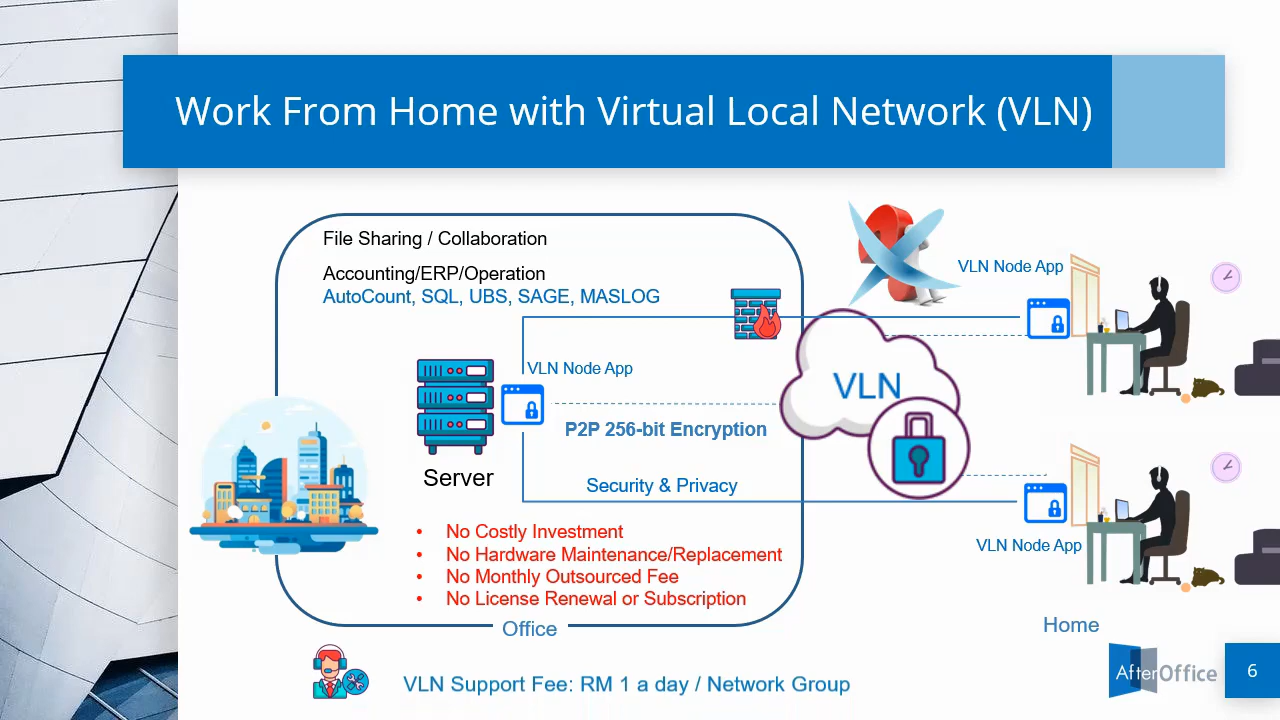 Work From Home with Virtual Local Network (VLN)
File Sharing / Collaboration
Accounting/ERP/Operation
AutoCount, SQL, UBS, SAGE, MASLOG
VLN Node App
VLN Node App
VLN
P2P 256-bit Encryption
Server
Security & Privacy
• No Costly Investment
• No Hardware Maintenance/Replacement
• No Monthly Outsourced Fee
• No License Renewal or Subscription
VLN Node App
Office
Home
VLN Support Fee: RM 1 a day / Network Group
AfterOffice
6